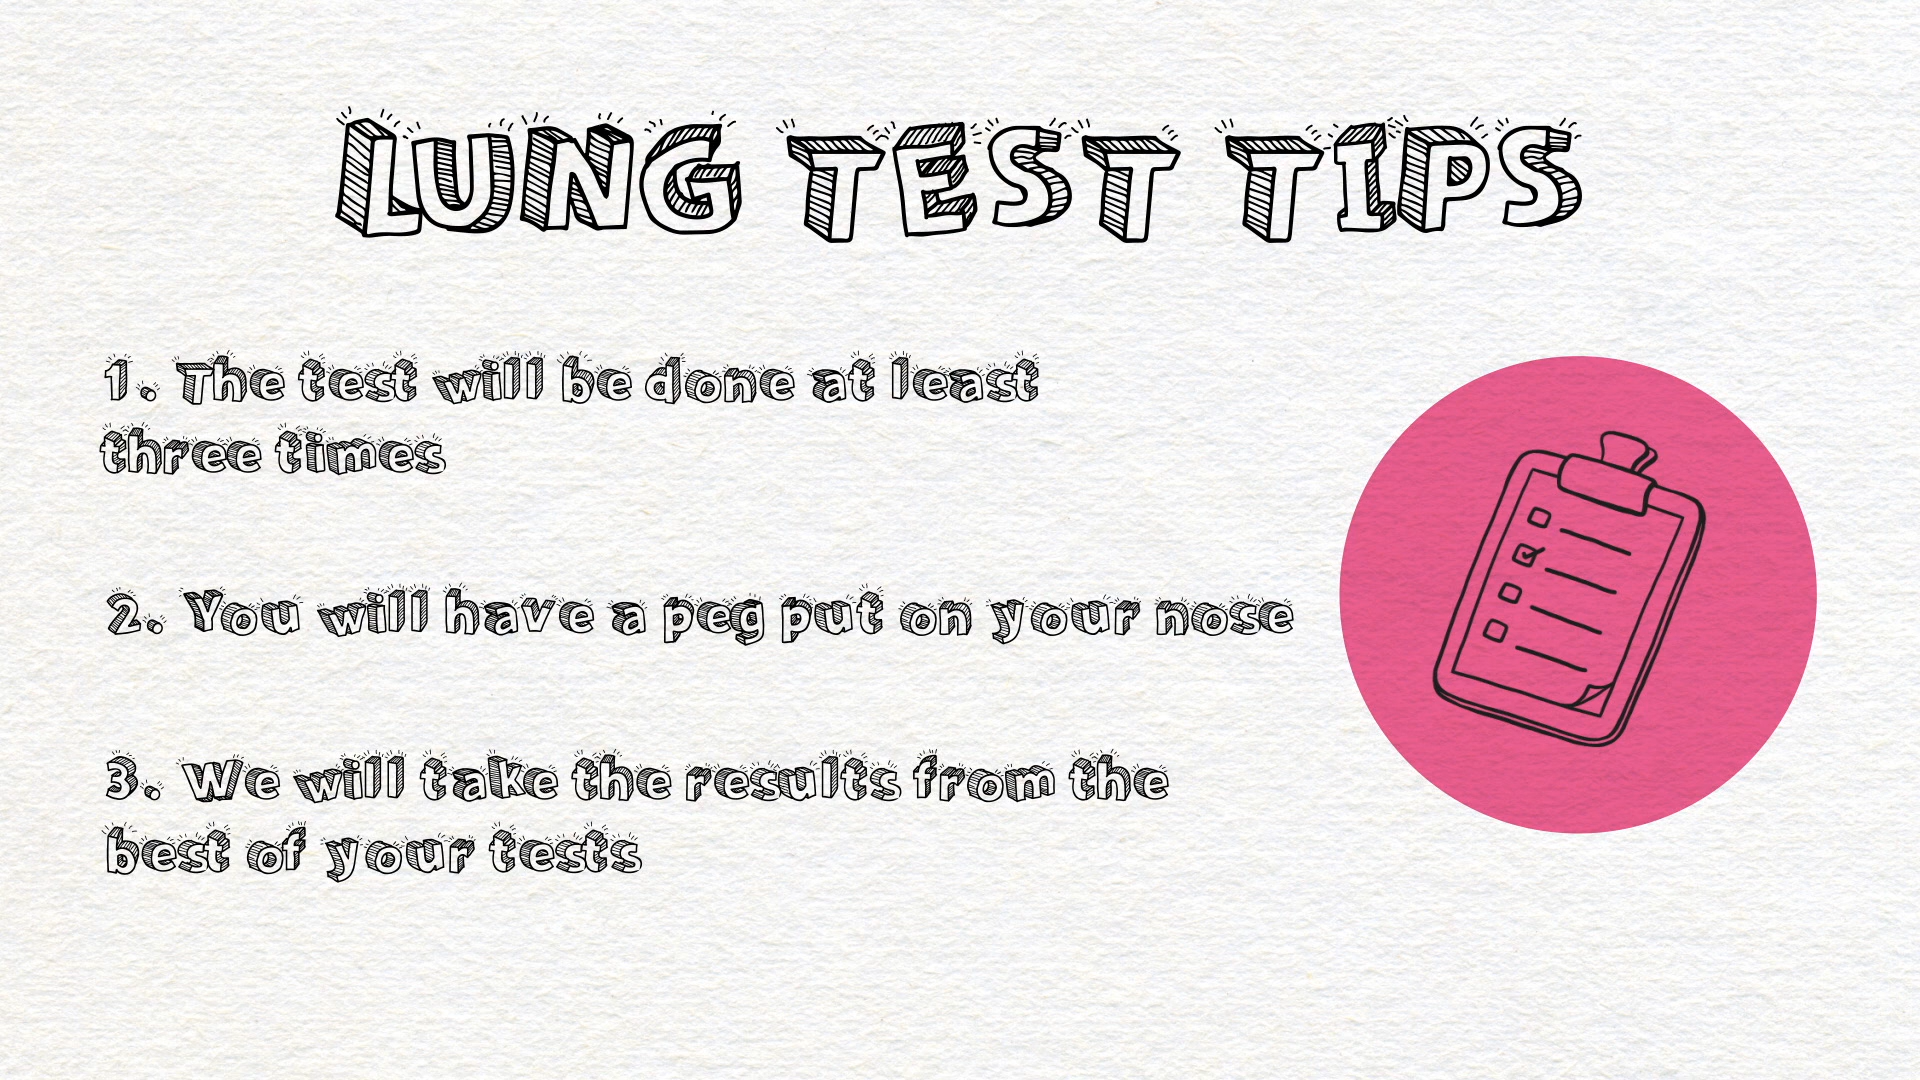 LUNG TEST TIPS
1. The test will be done at least
three times
2. You will have a peg put on your nose
3. We will take the results from the
best of your tests